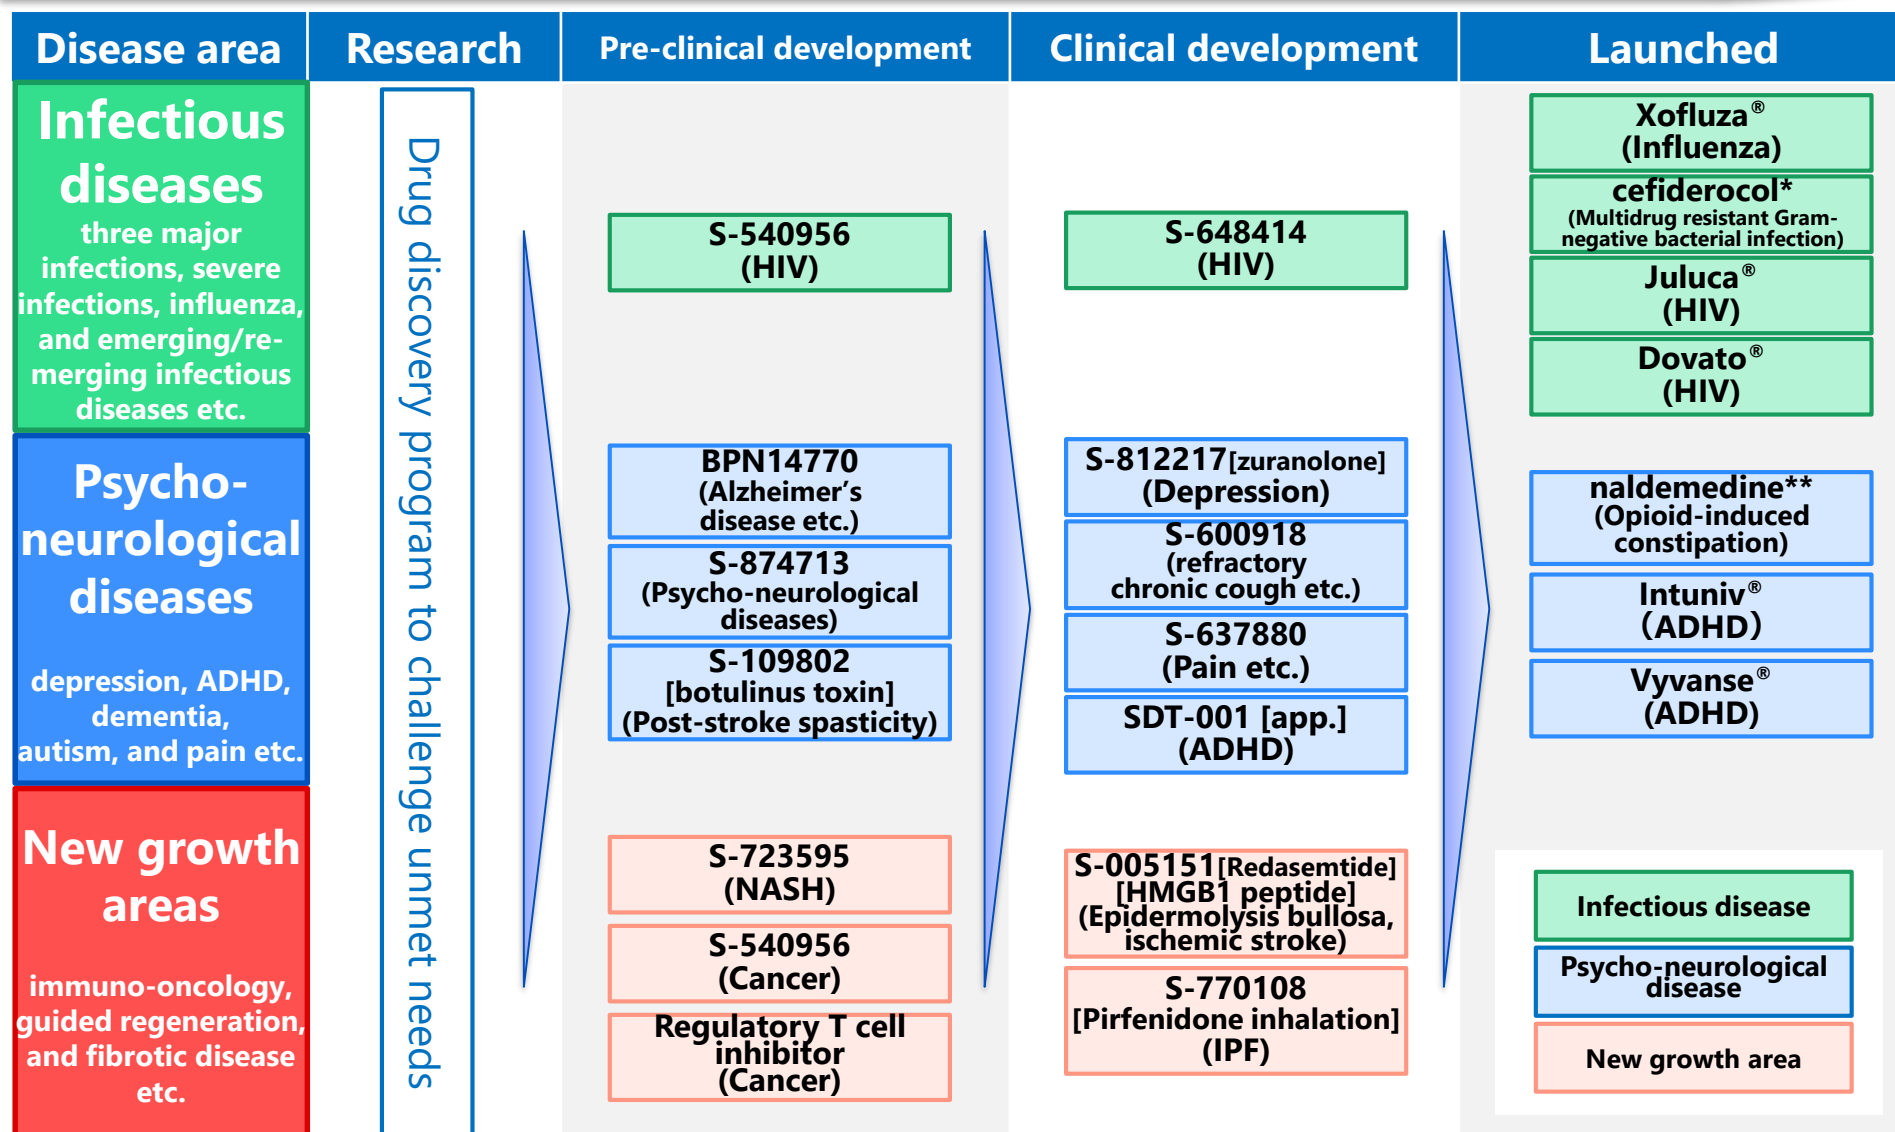 Disease area
Research
Pre-clinical development
Clinical development
Launched
Infectious
diseases
three major
infections, severe
infections, influenza,
and emerging/re-
merging infectious
diseases etc.
Psycho-
neurological
diseases
depression, ADHD,
dementia,
autism, and pain etc.
New growth
areas
immuno-oncology,
guided regeneration,
and fibrotic disease
etc.
Drug discovery program to challenge unmet needs
S-540956
(HIV)
BPN14770
(Alzheimer’s
disease etc.)
S-874713
(Psycho-neurological
diseases)
S-109802
[botulinus toxin]
(Post-stroke spasticity)
S-723595
(NASH)
S-540956
(Cancer)
Regulatory T cell
inhibitor
(Cancer)
S-648414
(HIV)
S-812217[zuranolone]
(Depression)
S-600918
(refractory
chronic cough etc.)
S-637880
(Pain etc.)
SDT-001 [app.]
(ADHD)
S-005151[Redasemtide]
[HMGB1 peptide]
(Epidermolysis bullosa,
ischemic stroke)
S-770108
[Pirfenidone inhalation]
(IPF)
Xofluza®
(Influenza)
cefiderocol*
(Multidrug resistant Gram-
negative bacterial infection)
Juluca®
(HIV)
Dovato®
(HIV)
naldemedine**
(Opioid-induced
constipation)
Intuniv®
（ADHD）
Vyvanse®
(ADHD)
Infectious disease
Psycho-neurological
disease
New growth area